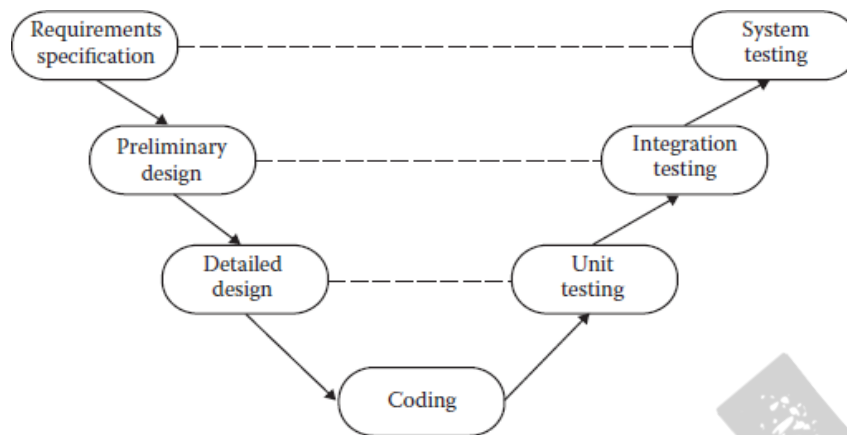 Requirements
specification
System
testing
Preliminary
design
Integration
testing
Detailed
design
Unit
testing
Coding